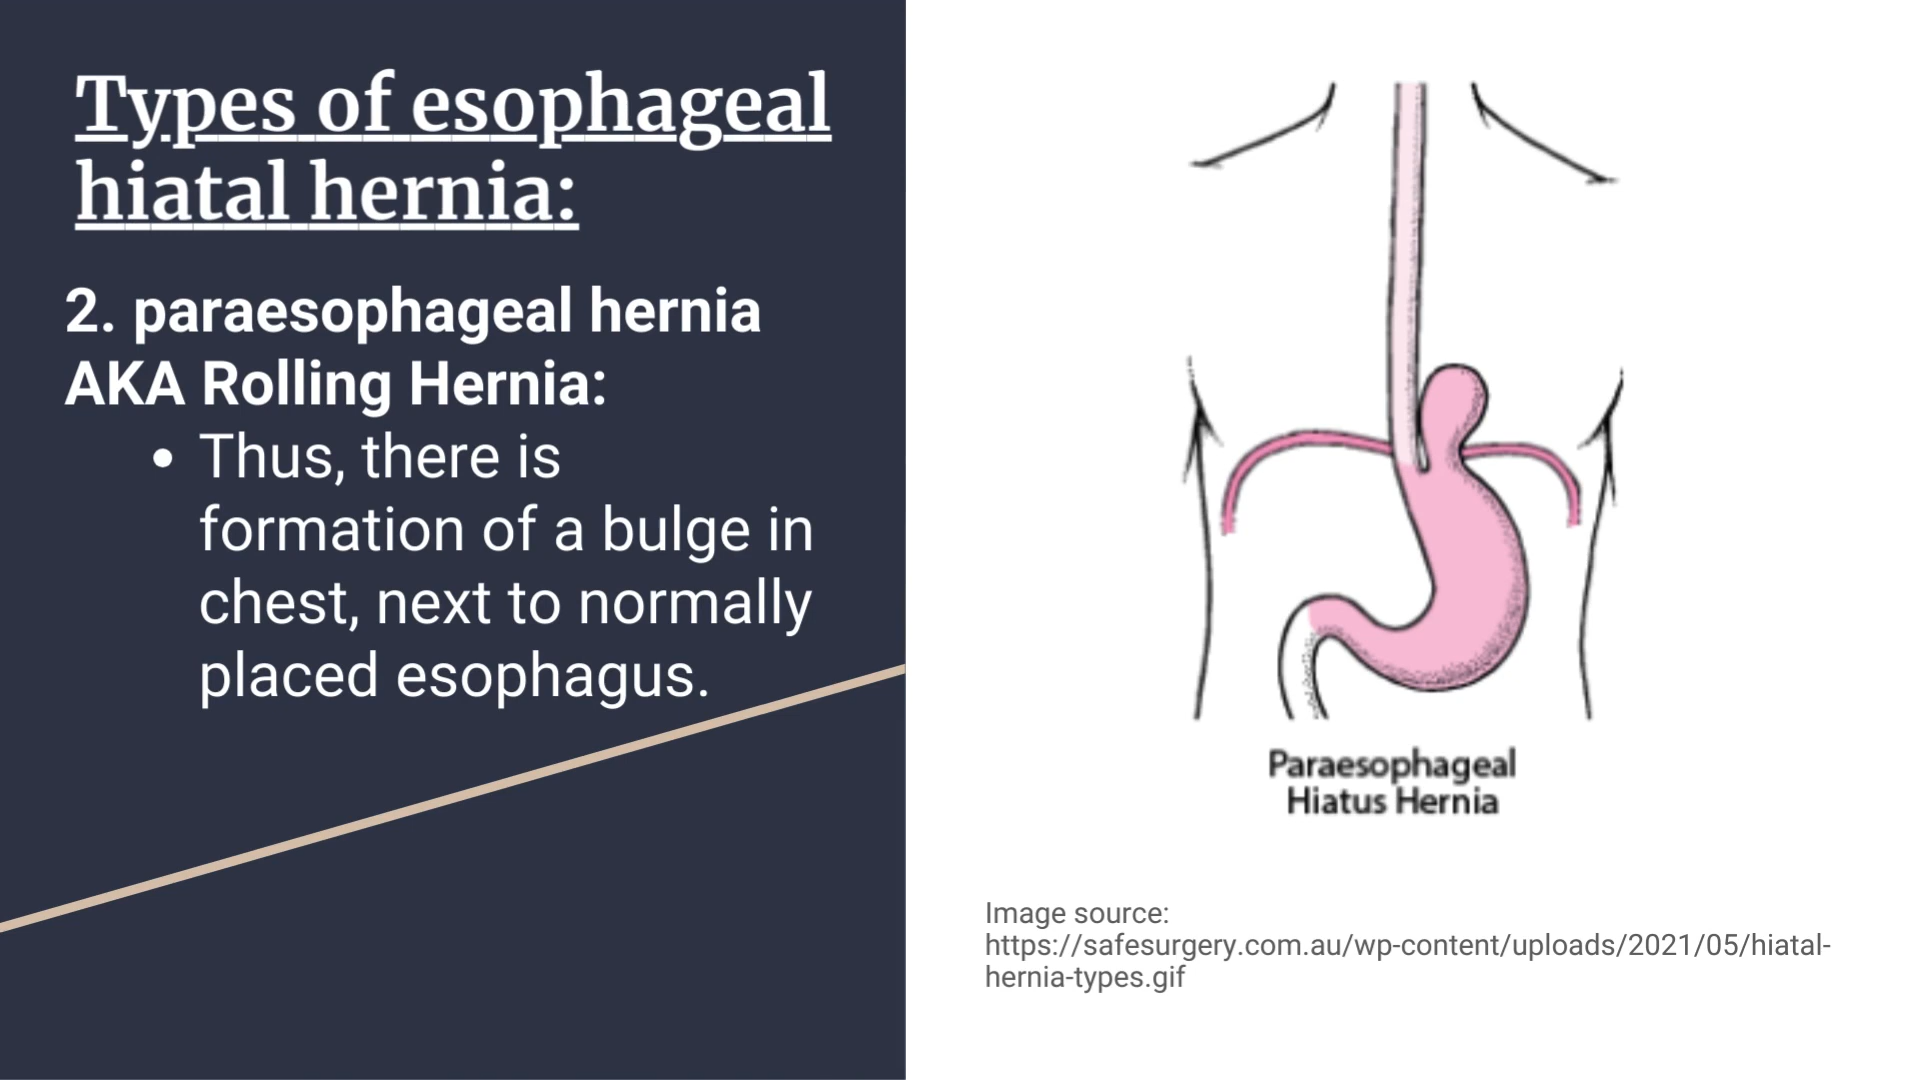 Types of esophageal
hiatal hernia:
2. paraesophageal hernia
AKA Rolling Hernia:
• Thus, there is
formation of a bulge in
chest, next to normally
placed esophagus.
Paraesophageal
Hiatus Hernia
Image source:
https://safesurgery.com.au/wp-content/uploads/2021/05/hiatal-
hernia-types.gif